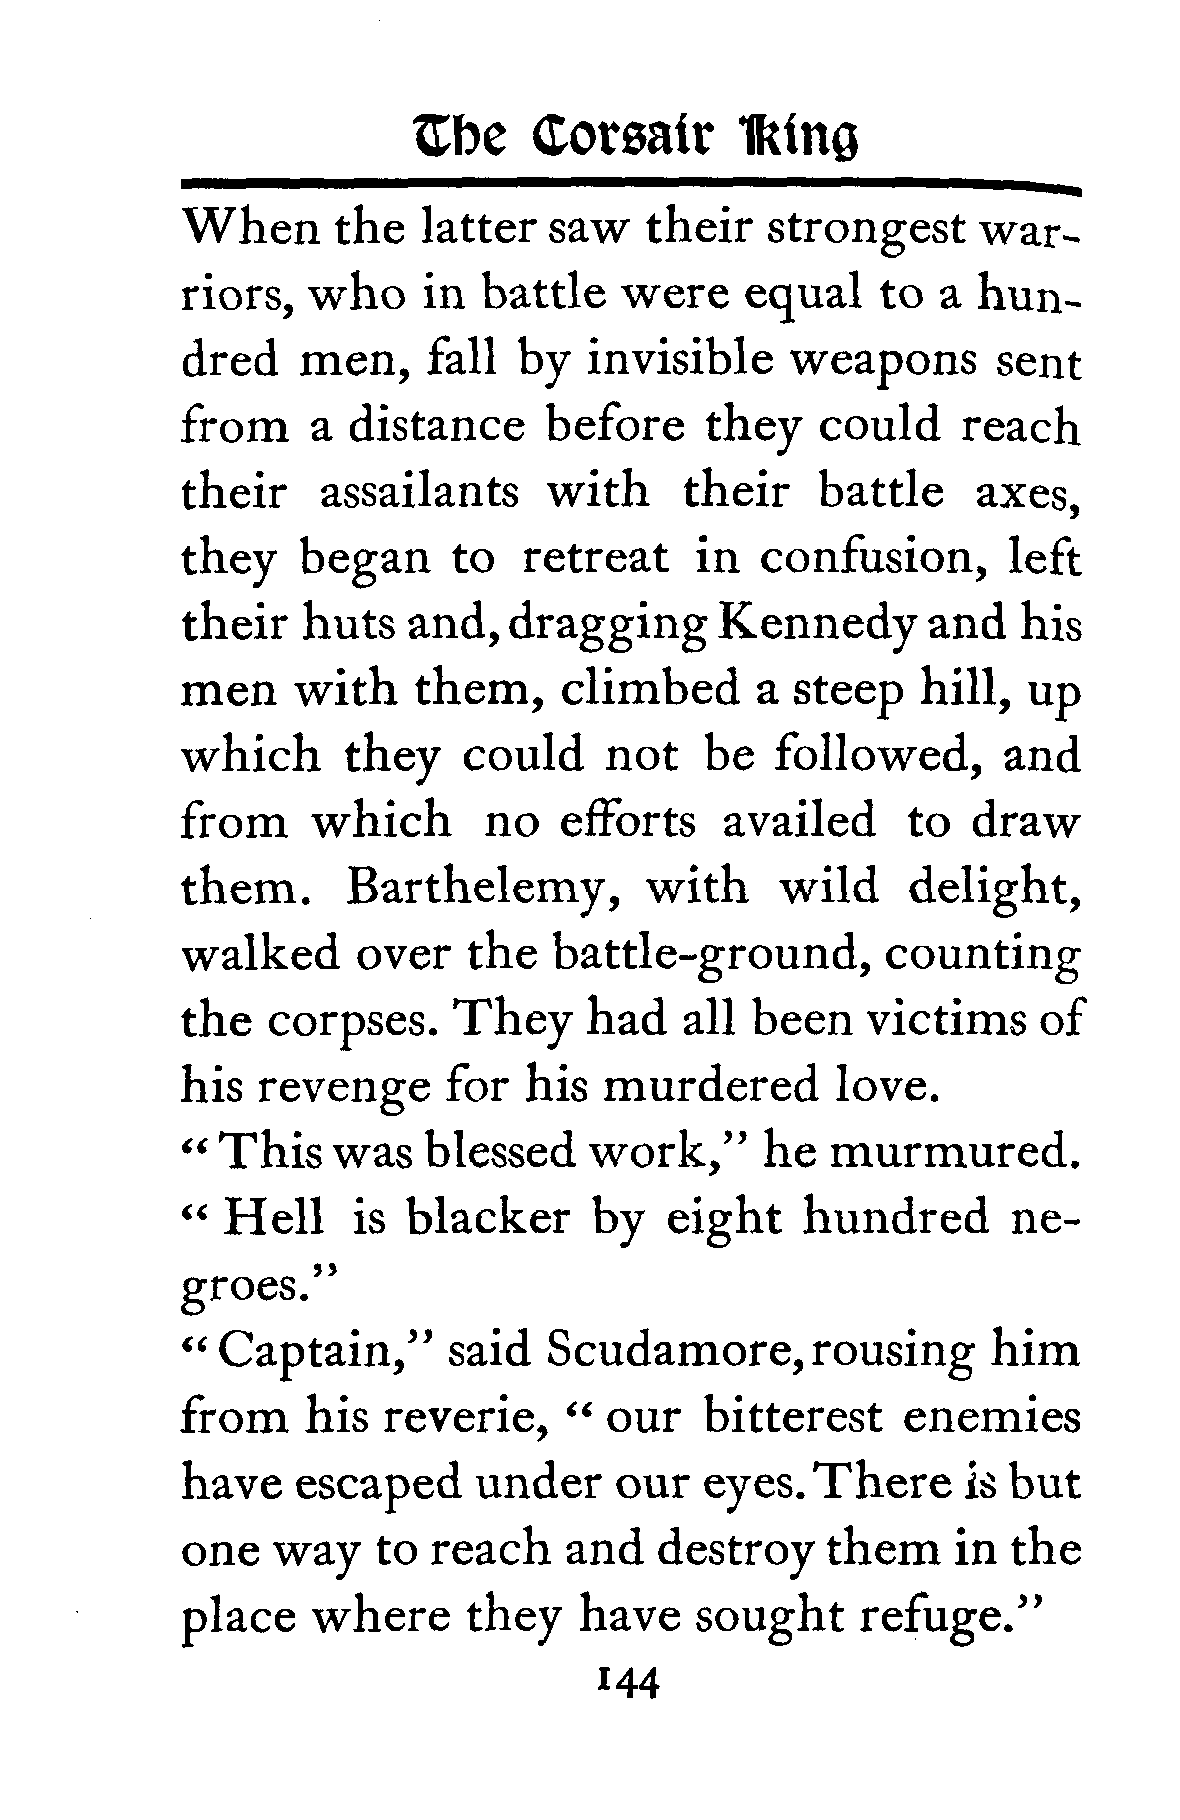 The Corsair King
When the latter saw their strongest war-
riors, who in battle were equal to a hun-
dred men, fall by invisible weapons sent
from a distance before they could reach
their assailants with their battle axes,
they began to retreat in confusion, left
their huts and, dragging Kennedy and his
men with them, climbed a steep hill, up
which they could not be followed, and
from which no efforts availed to draw
them. Barthelemy, with wild delight,
walked over the battle-ground, counting
the corpses. They had all been victims of
his revenge for his murdered love.
“ This was blessed work,” he murmured.
“ Hell is blacker by eight hundred ne-
groes.”
“ Captain,” said Scudamore, rousing him
from his reverie, “ our bitterest enemies
have escaped under our eyes. There is but
one way to reach and destroy them in the
place where they have sought refuge.”
144